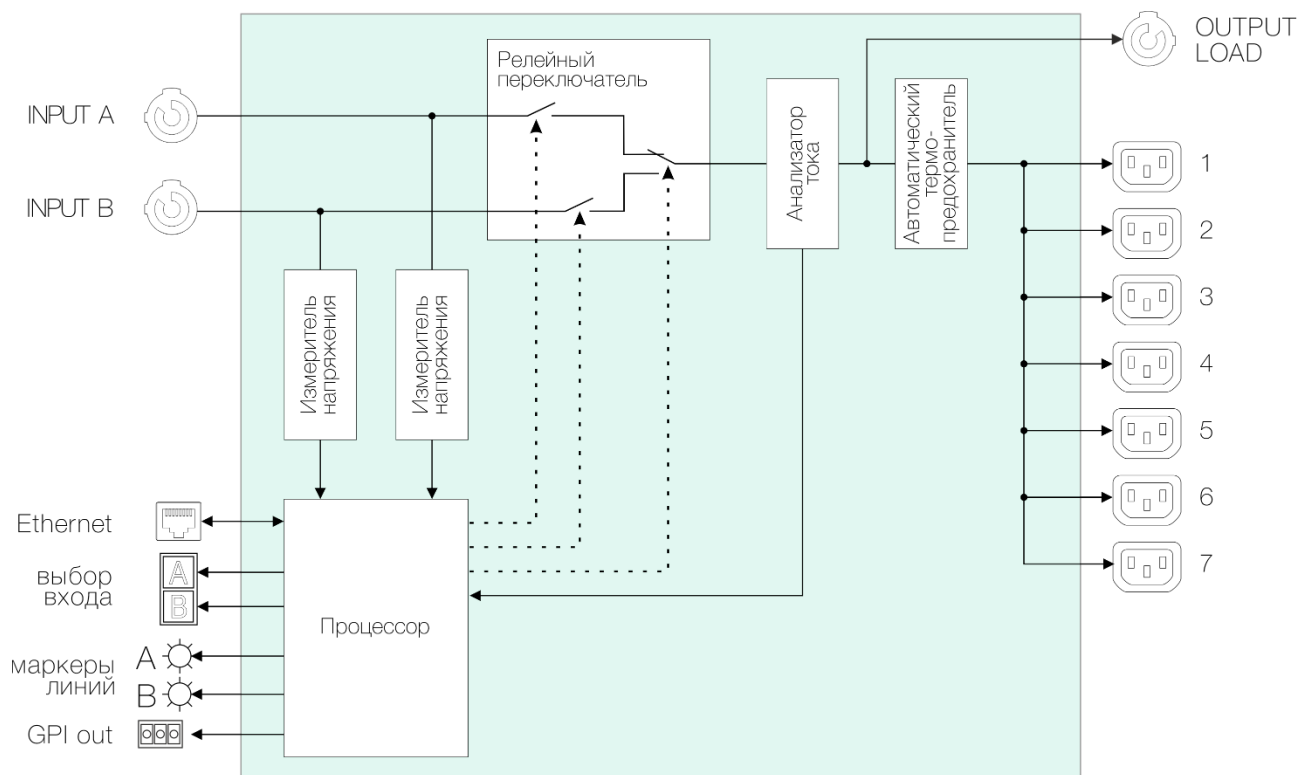 OUTPUT
LOAD
Релейный
переключатель
INPUT A
INPUT B
Анализатор
тока
Автоматический
термо-
предохранитель
1
2
3
4
5
6
7
Измеритель
напряжения
Измеритель
напряжения
Ethernet
выбор
входа
A
B
Процессор
маркеры
линий
A
B
GPI out